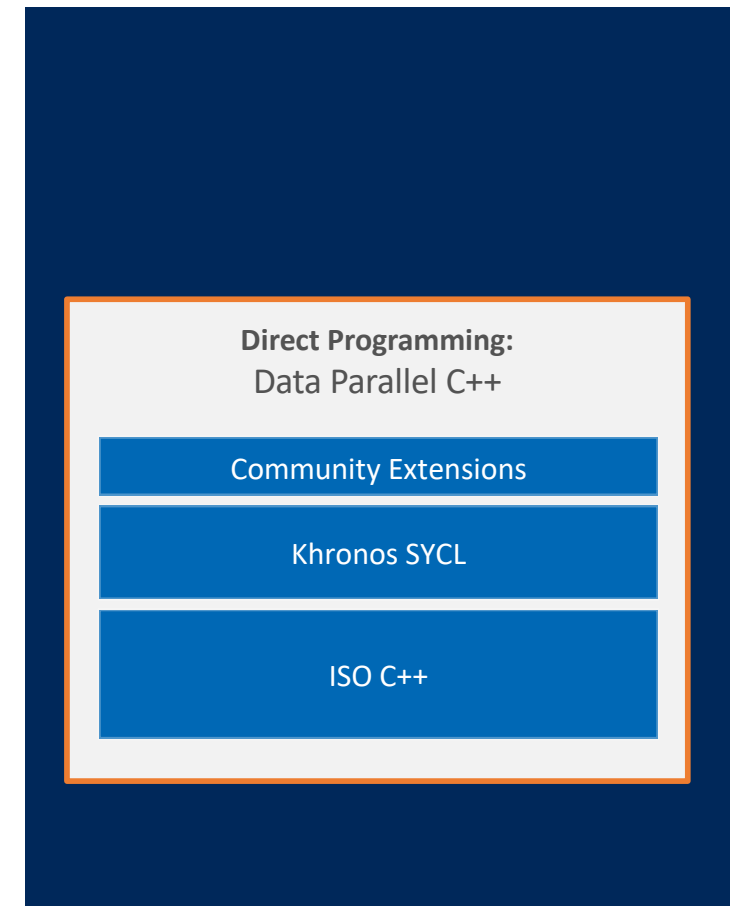 Direct Programming:
Data Parallel C++
Community Extensions
Khronos SYCL
ISO C++